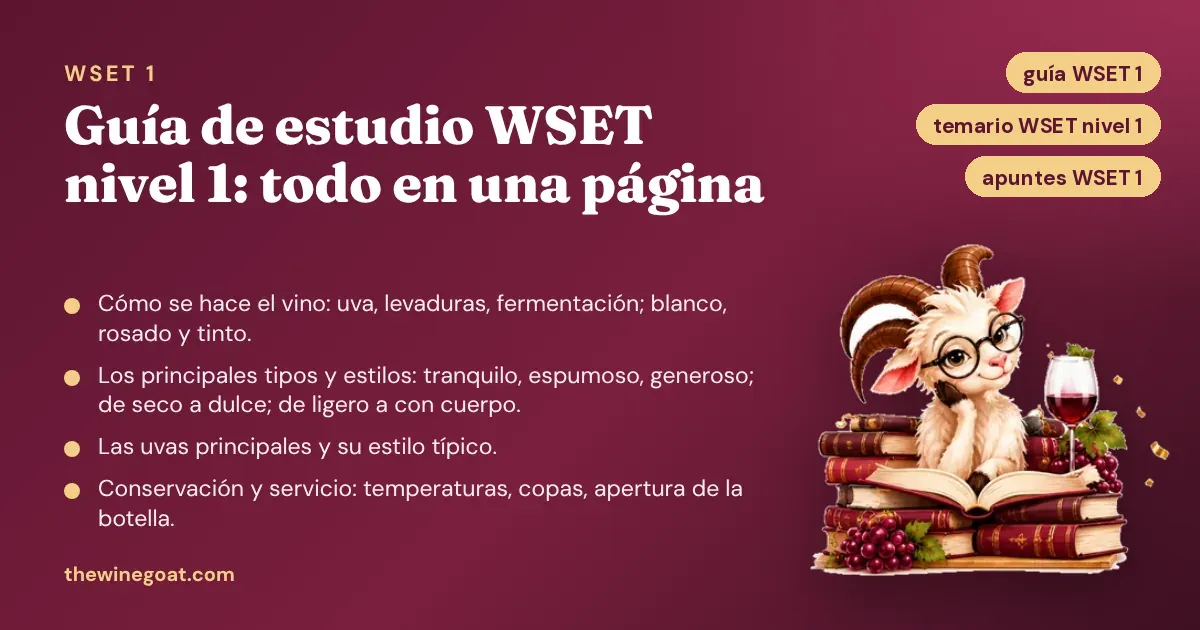 WSET 1
Guía de estudio WSET
nivel 1: todo en una página
guía WSET 1
temario WSET nivel 1
apuntes WSET 1
Cómo se hace el vino: uva, levaduras, fermentación; blanco,
rosado y tinto.
Los principales tipos y estilos: tranquilo, espumoso, generoso;
de seco a dulce; de ligero a con cuerpo.
Las uvas principales y su estilo típico.
Conservación y servicio: temperaturas, copas, apertura de la
botella.
thewinegoat.com